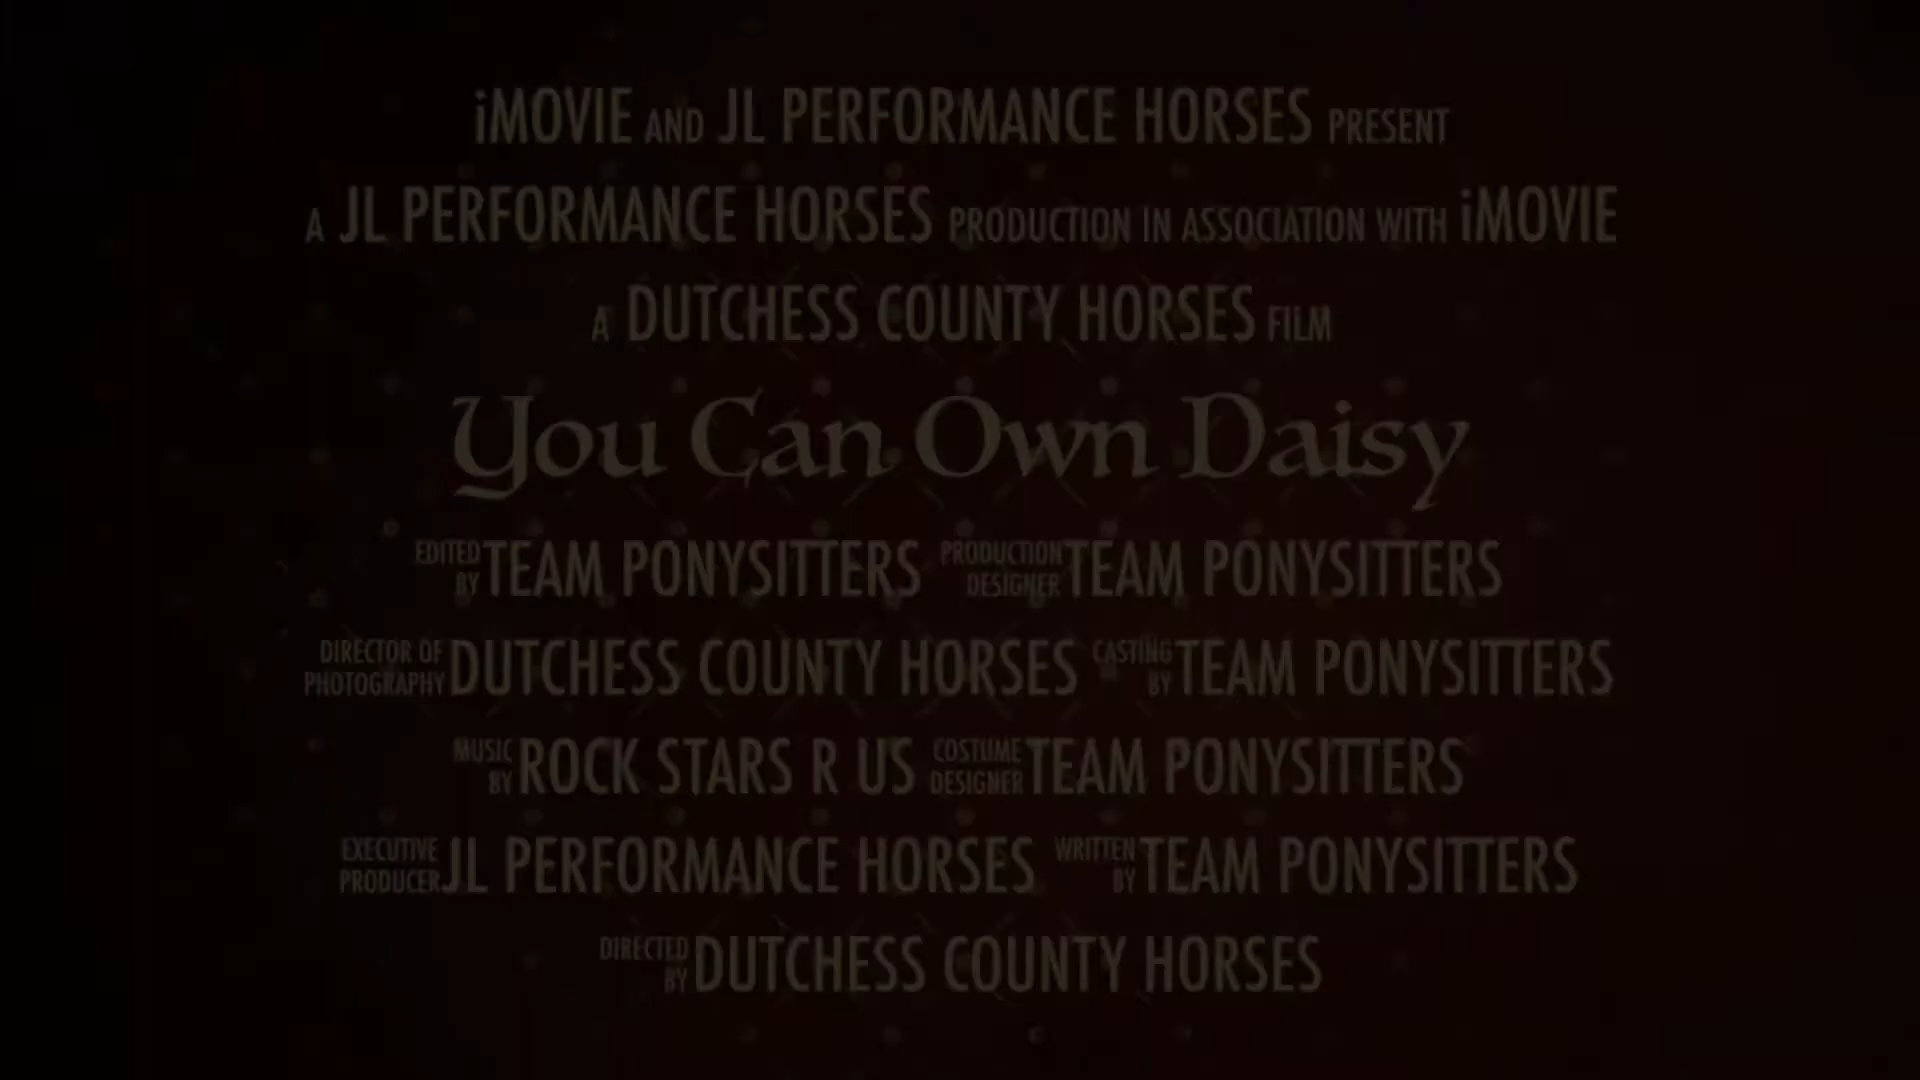 iMOVIE AND JL PERFORMANCE HORSES PRESENT
A JL PERFORMANCE HORSES PRODUCTION IN ASSOCIATION WITH iMOVIE
A DUTCHESS COUNTY HORSES FILM
You Can Own Daisy
EDITED BY TEAM PONYSITTERS PRODUCTION DESIGNER TEAM PONYSITTERS
DIRECTOR OF PHOTOGRAPHY DUTCHESS COUNTY HORSES CASTING BY TEAM PONYSITTERS
MUSIC BY ROCK STARS R US COSTUME DESIGNER TEAM PONYSITTERS
EXECUTIVE PRODUCER JL PERFORMANCE HORSES WRITTEN BY TEAM PONYSITTERS
DIRECTED BY DUTCHESS COUNTY HORSES